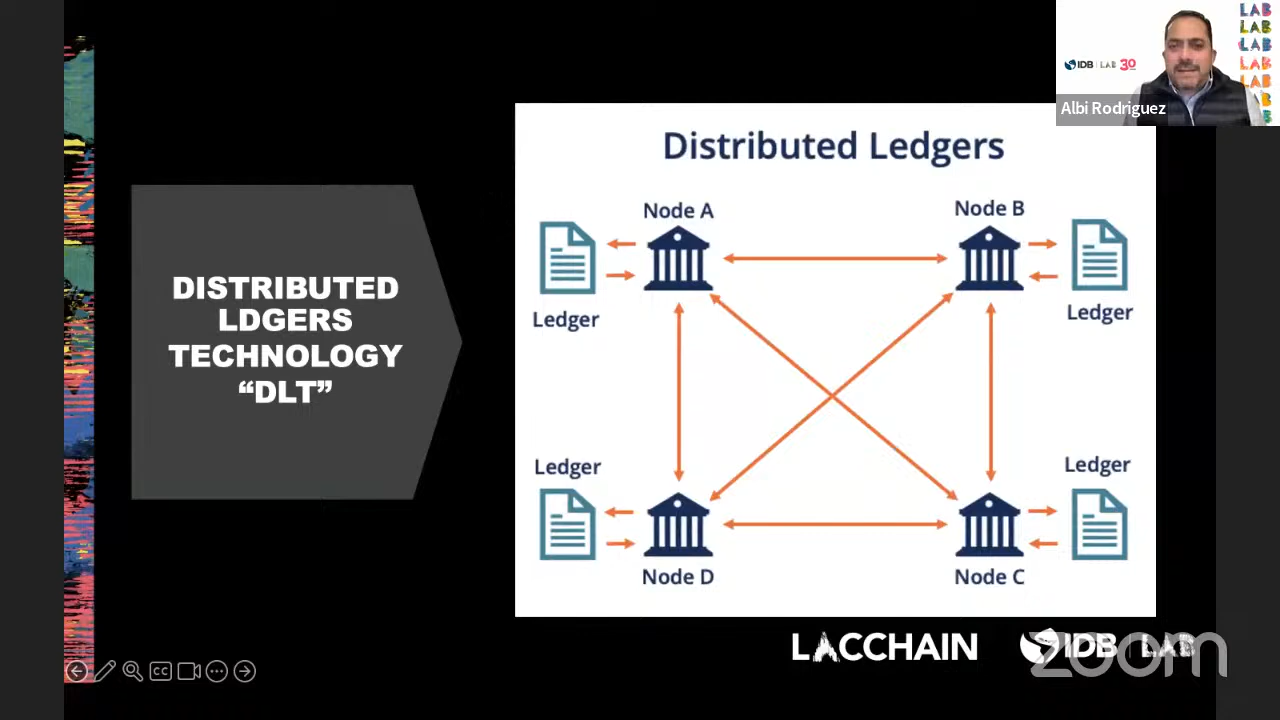 LAB
LAB
LAB
LAB
LAB
IDB | LAB 30
Albi Rodriguez
Distributed Ledgers
Node A
Node B
Ledger
Ledger
DISTRIBUTED
LDGERS
TECHNOLOGY
“DLT”
Ledger
Ledger
Node D
Node C
LACCHAIN
IDB | LAB
zoom
CC